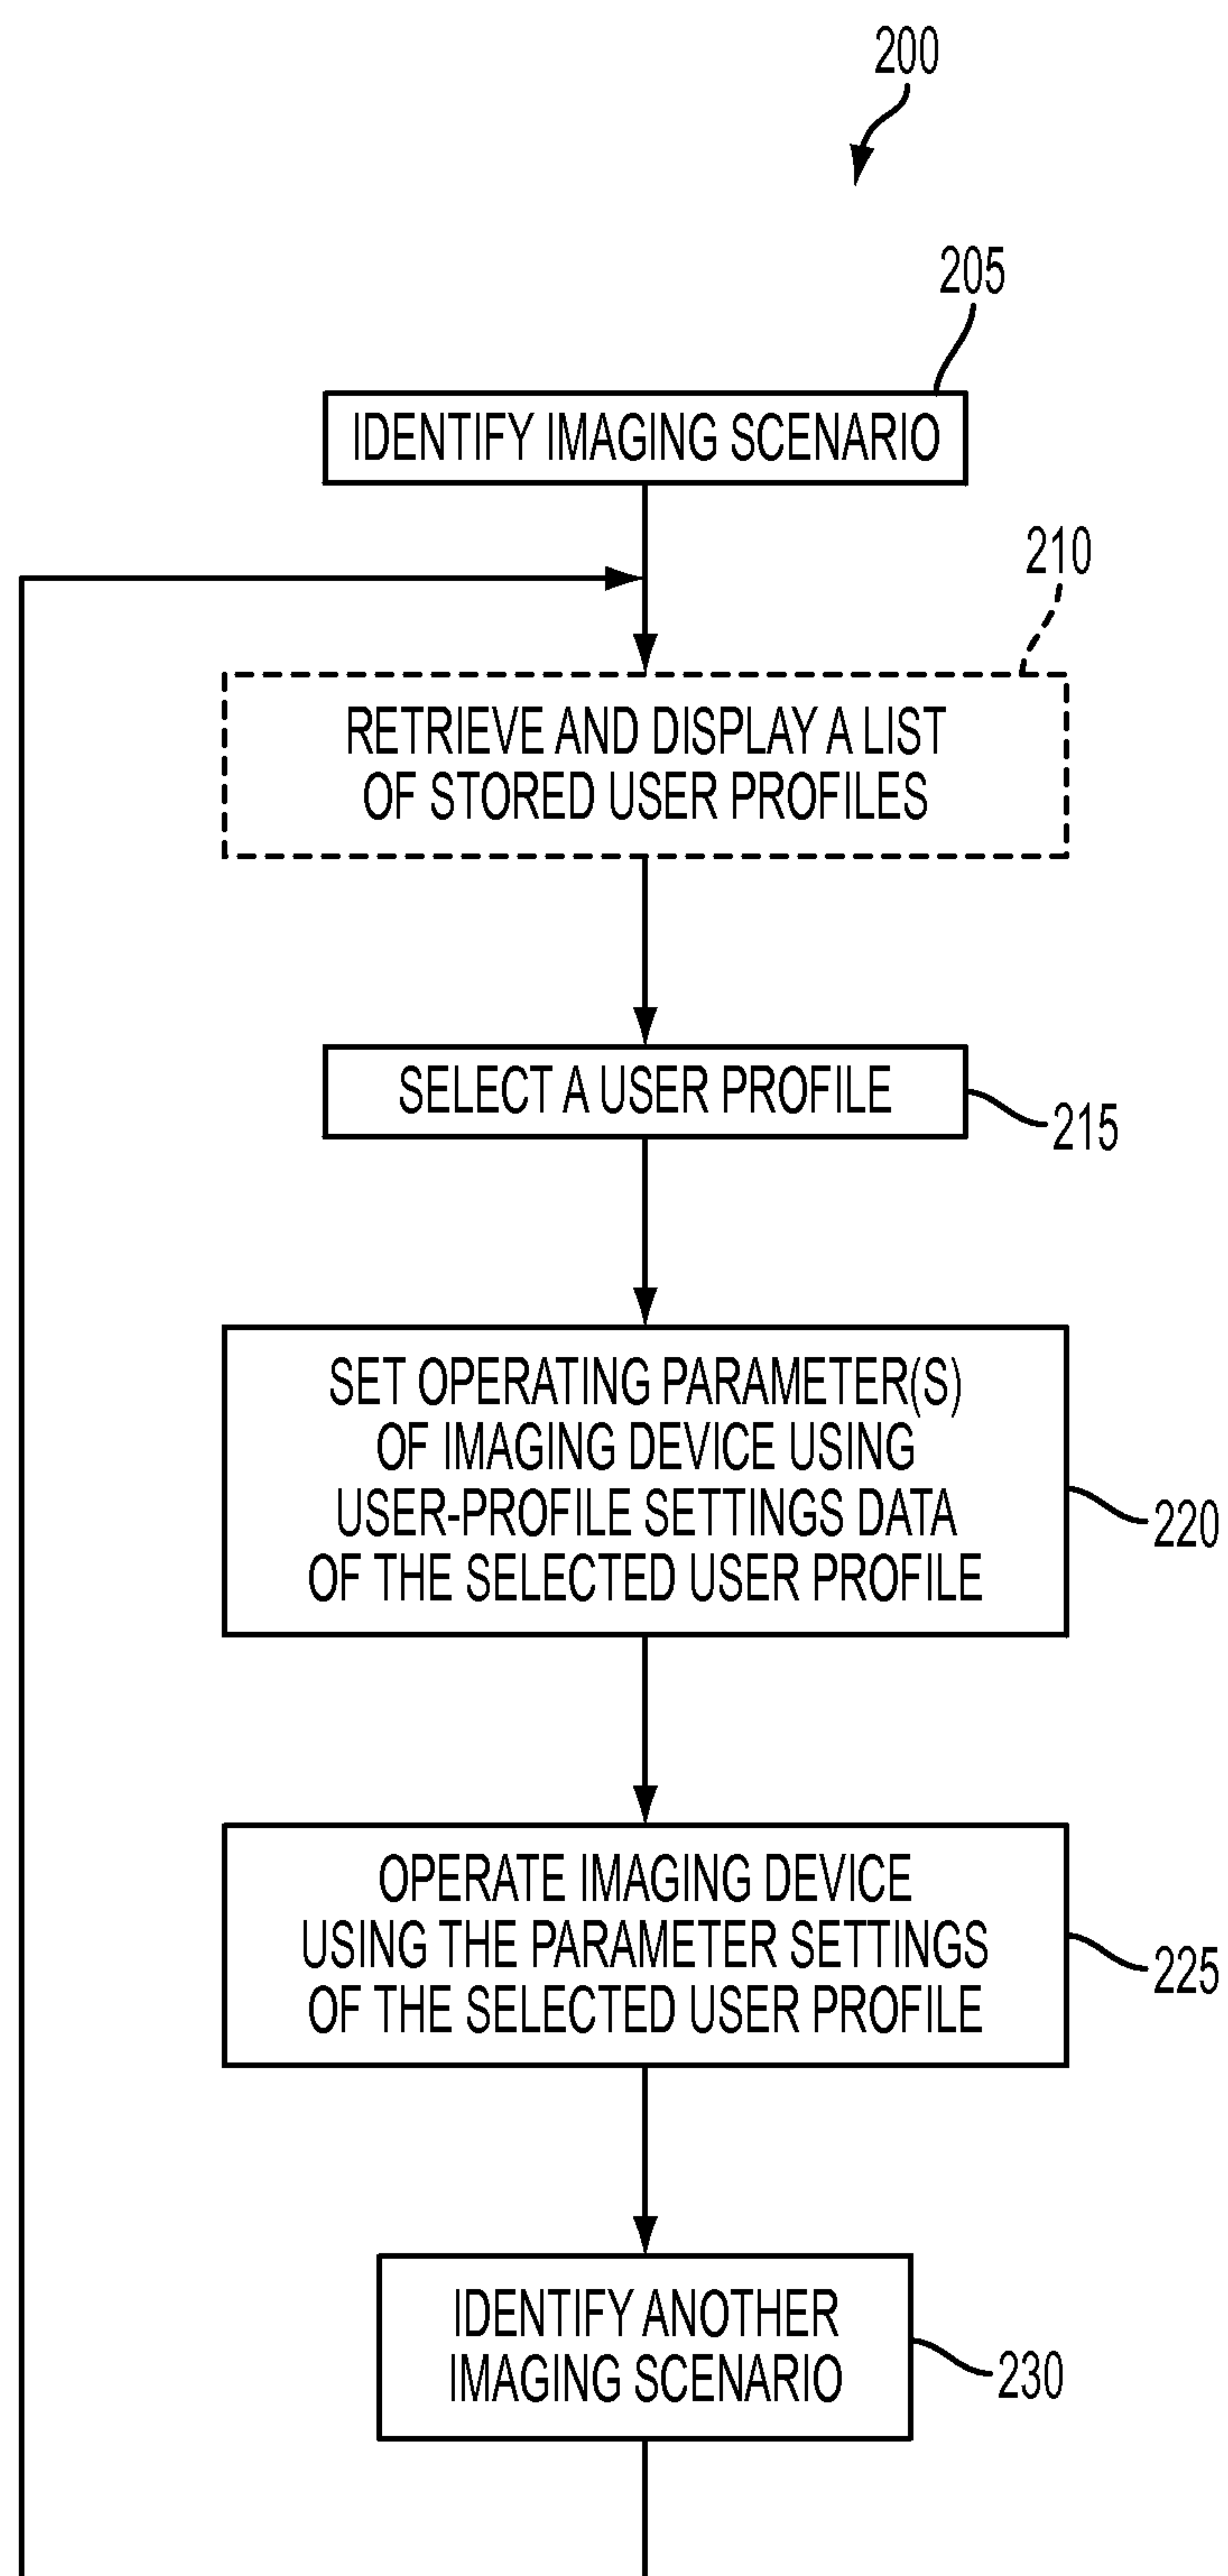 200
205
IDENTIFY IMAGING SCENARIO
210
RETRIEVE AND DISPLAY A LIST
OF STORED USER PROFILES
SELECT A USER PROFILE
215
SET OPERATING PARAMETER(S)
OF IMAGING DEVICE USING
USER-PROFILE SETTINGS DATA
OF THE SELECTED USER PROFILE
220
OPERATE IMAGING DEVICE
USING THE PARAMETER SETTINGS
OF THE SELECTED USER PROFILE
225
IDENTIFY ANOTHER
IMAGING SCENARIO
230